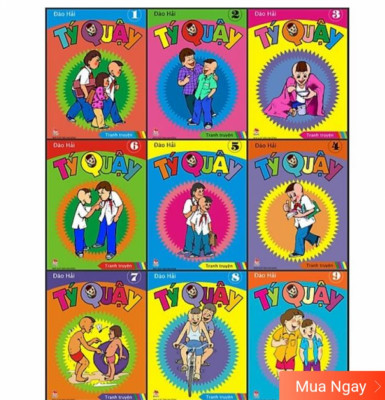 Đào Hải 1
TÝ QUẬY
Tranh truyện
Đào Hải 2
TÝ QUẬY
Tranh truyện
Đào Hải 3
TÝ QUẬY
Tranh truyện
Đào Hải 6
TÝ QUẬY
Tranh truyện
Đào Hải 5
TÝ QUẬY
Tranh truyện
Đào Hải 4
TÝ QUẬY
Tranh truyện
Đào Hải 7
TÝ QUẬY
Tranh truyện
Đào Hải 8
TÝ QUẬY
Tranh truyện
Đào Hải 9
TÝ QUẬY
Mua Ngay